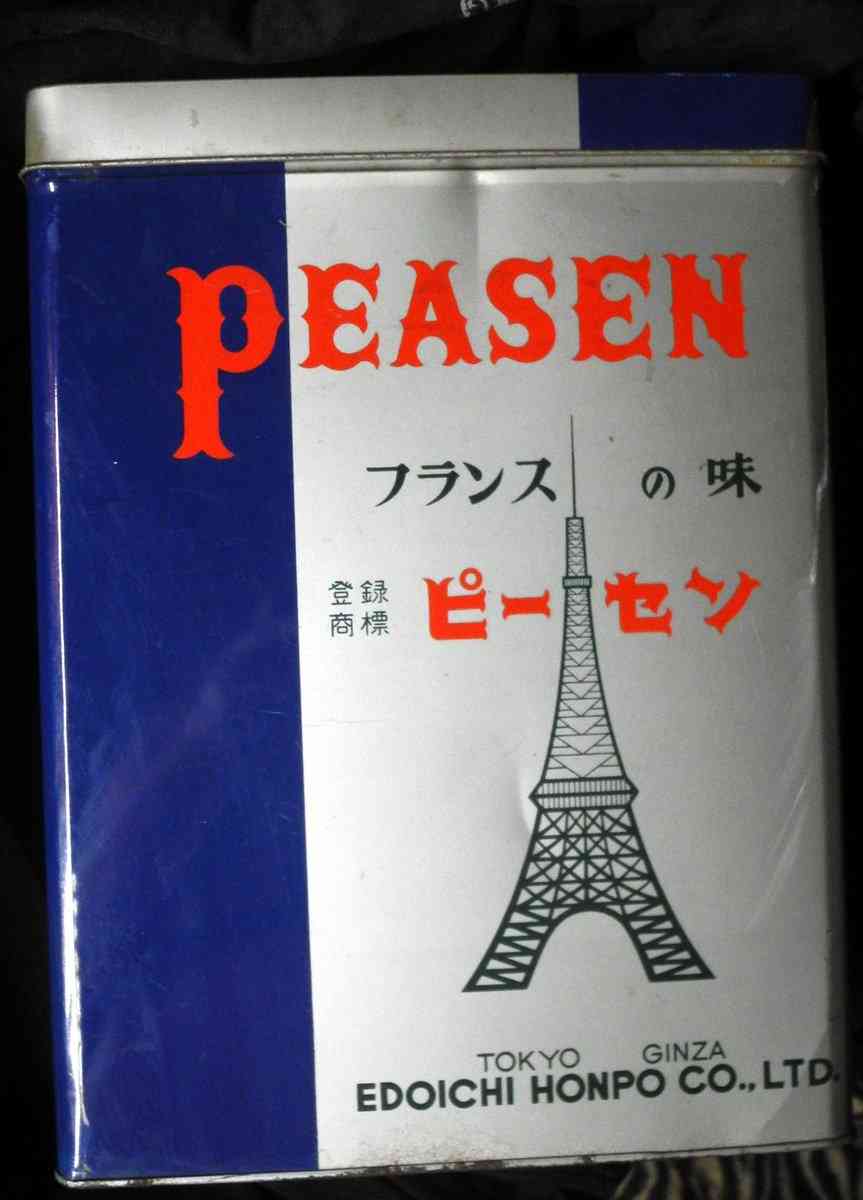 PEASEN
フランスの味
登録
商標
ピーセン
TOKYO GINZA
EDOICHI HONPO CO., LTD.